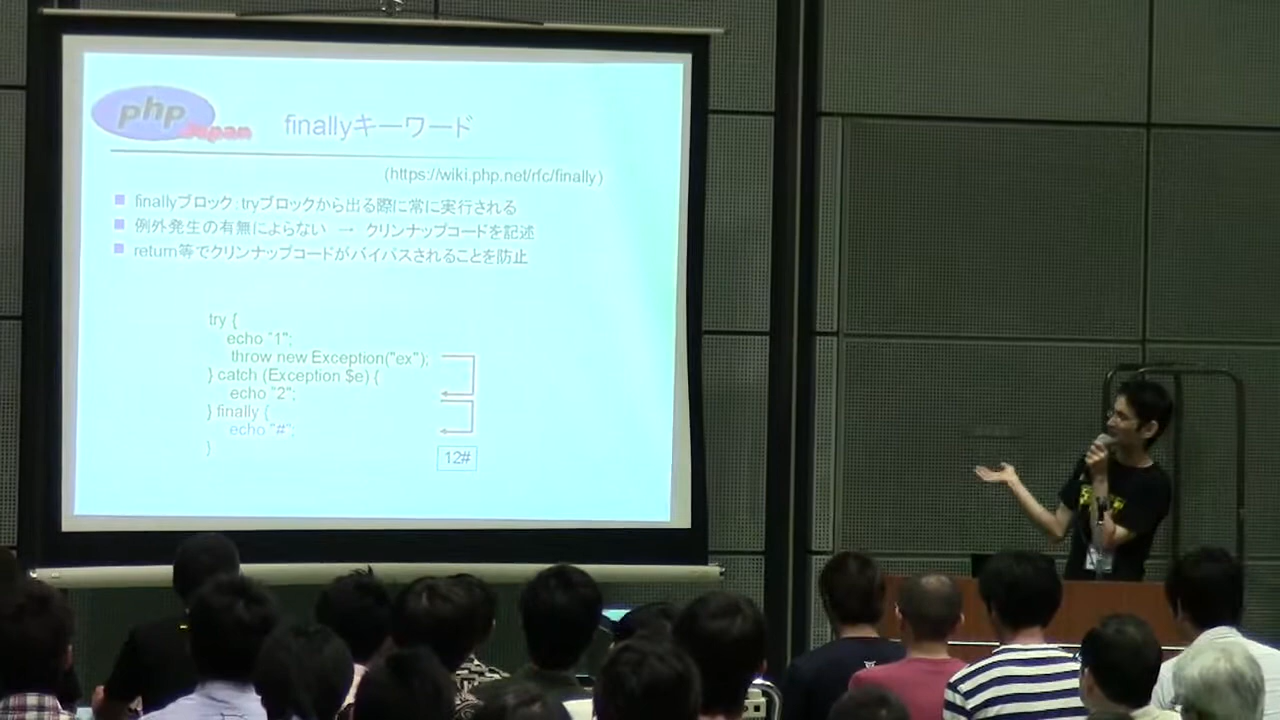 php
Japan
finallyキーワード
(https://wiki.php.net/rfc/finally)
finallyブロック: tryブロックから出る際に常に実行される
例外発生の有無によらない → クリンナップコードを記述
return等でクリンナップコードがバイパスされることを防止
try {
echo "1";
throw new Exception("ex");
} catch (Exception $e) {
echo "2";
} finally {
echo "#";
}
12#